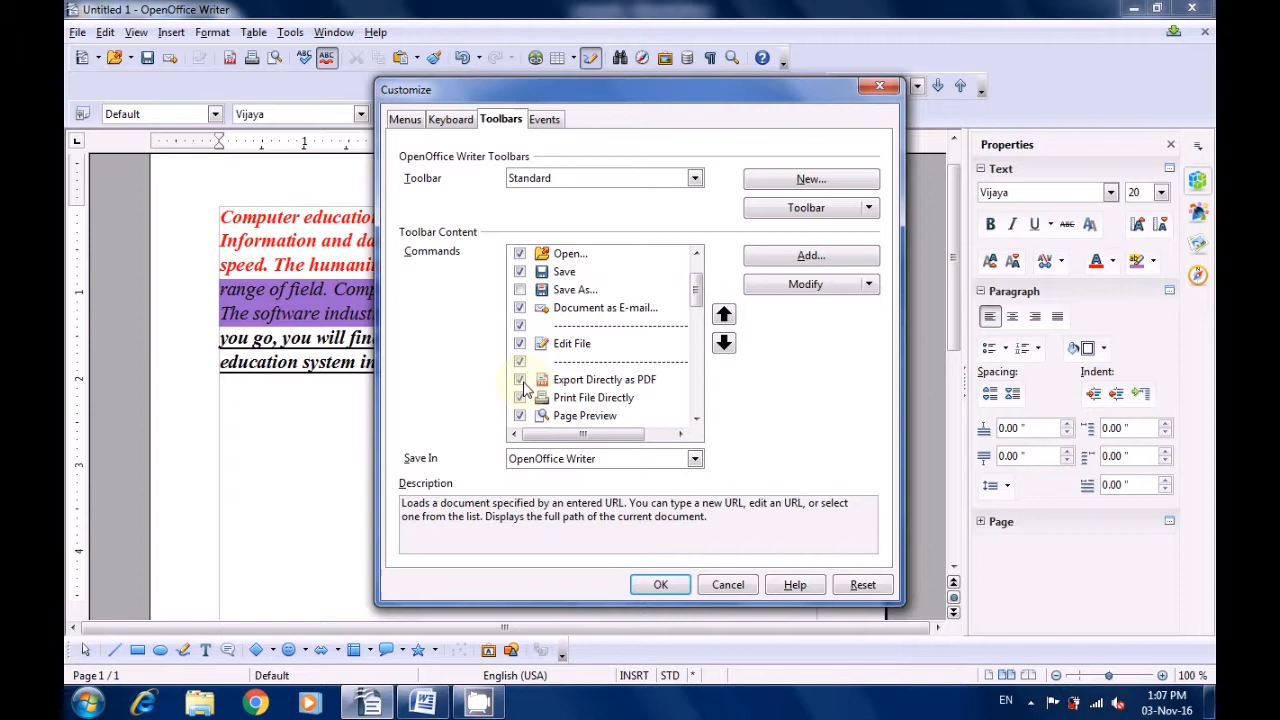 Untitled 1 - OpenOffice Writer
File Edit View Insert Format Table Tools Window Help
Default
Vijaya
Customize
Menus Keyboard Toolbars Events
OpenOffice Writer Toolbars
Toolbar
Standard
New...
Toolbar
Toolbar Content
Commands
Open...
Save
Save As...
Document as E-mail...
Edit File
Export Directly as PDF
Print File Directly
Page Preview
Add...
Modify
Save In
OpenOffice Writer
Description
Loads a document specified by an entered URL. You can type a new URL, edit an URL, or select
one from the list. Displays the full path of the current document.
OK
Cancel
Help
Reset
Computer education
Information and
speed. The
range of field.
The software
you go, you will
education system in
Properties
Text
Vijaya
20
Paragraph
Spacing:
Indent:
0.00 "
0.00 "
0.00 "
0.00 "
0.00 "
Page
Page 1 / 1
Default
English (USA)
INSRT
STD
*
100 %
EN
1:07 PM
03-Nov-16